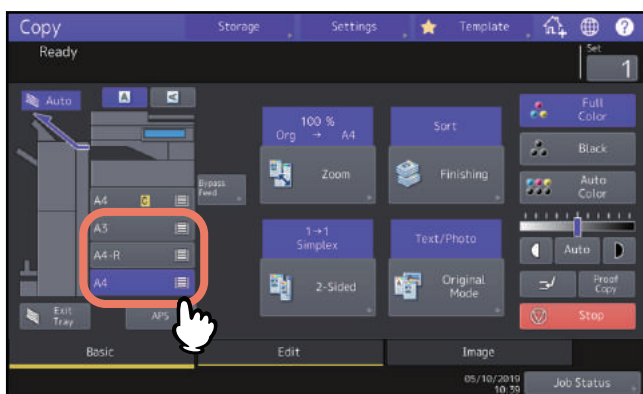 Copy
Storage
Settings
Template
?
Ready
Set
1
Auto
A
A
100 %
Org → A4
Zoom
Sort
Finishing
Full
Color
Black
Auto
Color
Bypass
Feed
A4 C
A3
A4-R
A4
1→1
Simplex
2-Sided
Text/Photo
Original
Mode
Auto
Proof
Copy
Exit
Tray
APS
Stop
Basic
Edit
Image
05/10/2019
10:39
Job Status